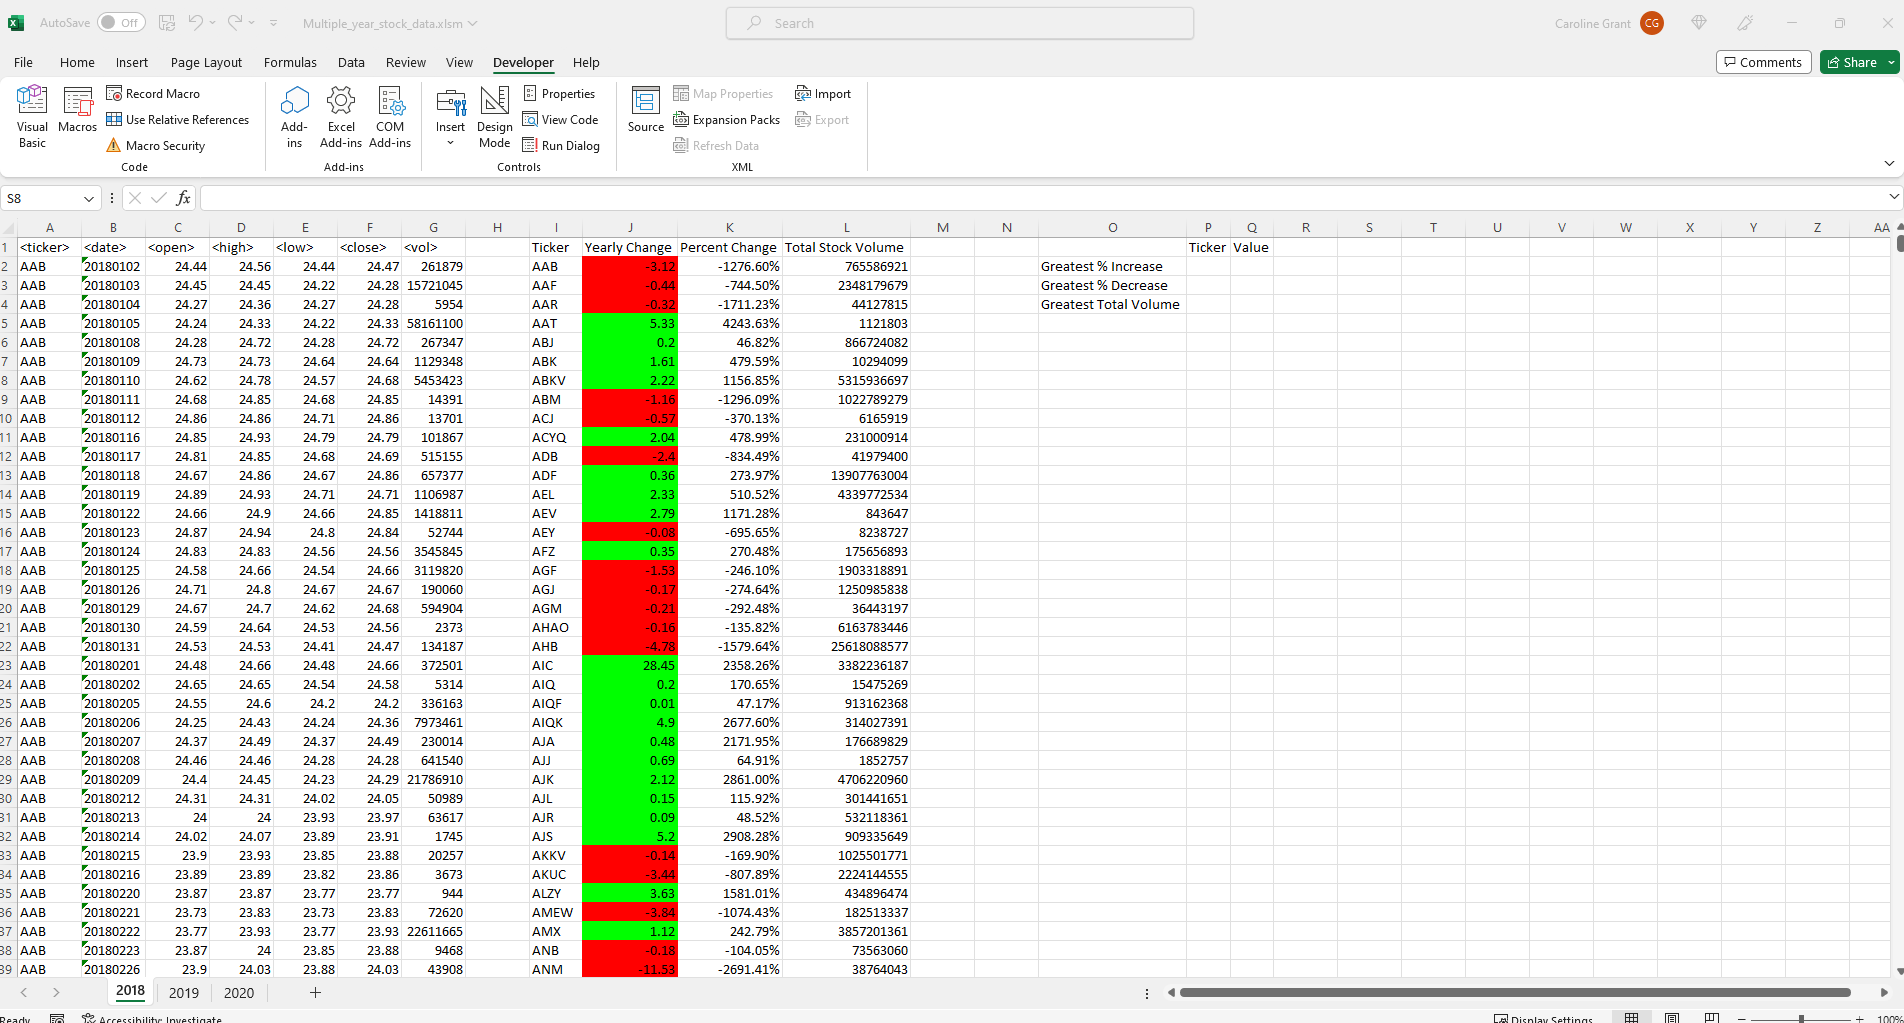 AutoSave Off Multiple_year_stock_data.xlsm Search Caroline Grant CG
File Home Insert Page Layout Formulas Data Review View Developer Help Comments Share
Visual Basic Macros Record Macro Use Relative References Macro Security Add-ins Excel Add-ins COM Add-ins Insert Design Mode Properties View Code Run Dialog Source Map Properties Expansion Packs Refresh Data Import Export
Code Add-ins Controls XML
S8 fx
A B C D E F G H I J K L M N O P Q R S T U V W X Y Z AA
1 <ticker> <date> <open> <high> <low> <close> <vol> Ticker Yearly Change Percent Change Total Stock Volume Ticker Value
2 AAB 20180102 24.44 24.56 24.44 24.47 261879 AAB -3.12 -1276.60% 765586921 Greatest % Increase
3 AAB 20180103 24.45 24.45 24.22 24.28 15721045 AAF -0.44 -744.50% 2348179679 Greatest % Decrease
4 AAB 20180104 24.27 24.36 24.27 24.28 5954 AAR -0.32 -1711.23% 44127815 Greatest Total Volume
5 AAB 20180105 24.24 24.33 24.22 24.33 58161100 AAT 5.33 4243.63% 1121803
6 AAB 20180108 24.28 24.72 24.28 24.72 267347 ABJ 0.2 46.82% 866724082
7 AAB 20180109 24.73 24.73 24.64 24.64 1129348 ABK 1.61 479.59% 10294099
8 AAB 20180110 24.62 24.78 24.57 24.68 5453423 ABKV 2.22 1156.85% 5315936697
9 AAB 20180111 24.68 24.85 24.68 24.85 14391 ABM -1.16 -1296.09% 1022789279
10 AAB 20180112 24.86 24.86 24.71 24.86 13701 ACJ -0.57 -370.13% 6165919
11 AAB 20180116 24.85 24.93 24.79 24.79 101867 ACYQ 2.04 478.99% 231000914
12 AAB 20180117 24.81 24.85 24.68 24.69 515155 ADB -2.4 -834.49% 41979400
13 AAB 20180118 24.67 24.86 24.67 24.86 657377 ADF 0.36 273.97% 13907763004
14 AAB 20180119 24.89 24.93 24.71 24.71 1106987 AEL 2.33 510.52% 4339772534
15 AAB 20180122 24.66 24.9 24.66 24.85 1418811 AEV 2.79 1171.28% 843647
16 AAB 20180123 24.87 24.94 24.8 24.84 52744 AEY -0.08 -695.65% 8238727
17 AAB 20180124 24.83 24.83 24.56 24.56 3545845 AFZ 0.35 270.48% 175656893
18 AAB 20180125 24.58 24.66 24.54 24.66 3119820 AGF -1.53 -246.10% 1903318891
19 AAB 20180126 24.71 24.8 24.67 24.67 190060 AGJ -0.17 -274.64% 1250985838
20 AAB 20180129 24.67 24.7 24.62 24.68 594904 AGM -0.21 -292.48% 36443197
21 AAB 20180130 24.59 24.64 24.53 24.56 2373 AHAO -0.16 -135.82% 6163783446
22 AAB 20180131 24.53 24.53 24.41 24.47 134187 AHB -4.73 -1579.64% 25618088577
23 AAB 20180201 24.48 24.66 24.48 24.66 372501 AIC 28.45 2358.26% 3382236187
24 AAB 20180202 24.65 24.65 24.54 24.58 5314 AIQ 0.2 170.65% 15475269
25 AAB 20180205 24.55 24.6 24.2 24.2 336163 AIQF 0.01 47.17% 913162368
26 AAB 20180206 24.25 24.43 24.24 24.36 7973461 AIQK 4.9 2677.60% 314027391
27 AAB 20180207 24.37 24.49 24.37 24.49 230014 AJA 0.48 2171.95% 176689829
28 AAB 20180208 24.46 24.46 24.28 24.28 641540 AJJ 0.69 64.91% 1852757
29 AAB 20180209 24.4 24.45 24.23 24.29 21786910 AJK 2.12 2861.00% 4706220960
30 AAB 20180212 24.31 24.31 24.02 24.05 50989 AJL 0.15 115.92% 301441651
31 AAB 20180213 24 24 23.93 23.97 63617 AJR 0.09 48.52% 532118361
32 AAB 20180214 24.02 24.07 23.89 23.91 1745 AJS 5.2 2908.28% 909335649
33 AAB 20180215 23.9 23.93 23.85 23.88 20257 AKKV -0.14 -169.90% 1025501771
34 AAB 20180216 23.89 23.89 23.82 23.86 3673 AKUC -3.44 -807.89% 2224144555
35 AAB 20180220 23.87 23.87 23.77 23.77 944 ALZY 3.63 1581.01% 434896474
36 AAB 20180221 23.73 23.83 23.73 23.83 72620 AMEW -3.84 -1074.43% 182513337
37 AAB 20180222 23.77 23.93 23.77 23.93 22611665 AMX 1.12 242.79% 3857201361
38 AAB 20180223 23.87 24 23.85 23.88 9468 ANB -0.18 -104.05% 73563060
39 AAB 20180226 23.9 24.03 23.88 24.03 43908 ANM -11.53 -2691.41% 38764043
2018 2019 2020
Ready Accessibility: Investigate Display Settings 100%